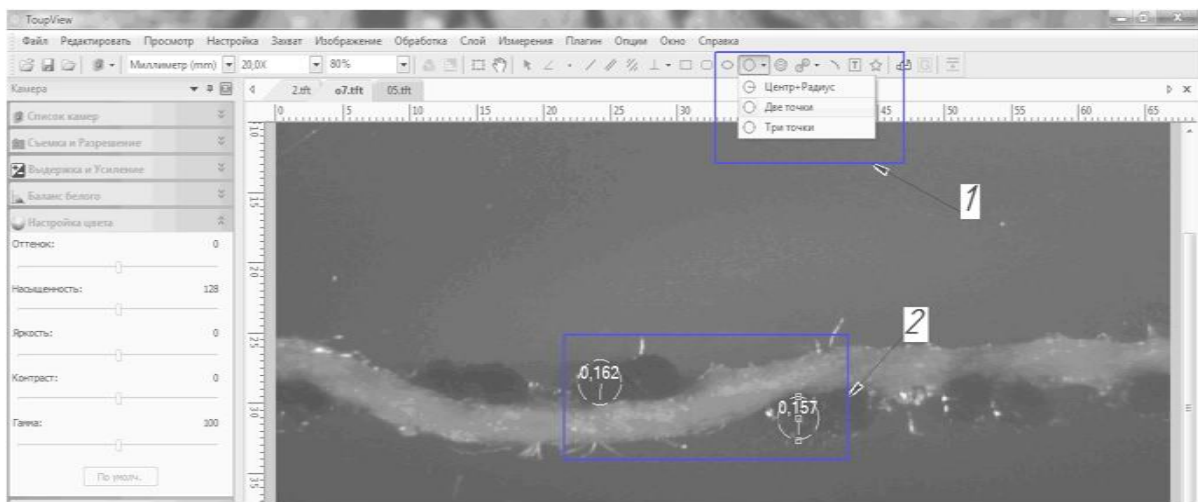 ToupView
Файл Редактировать Просмотр Настройка Захват Изображение Обработка Слой Измерения Плагин Опции Окно Справка
Миллиметр (mm) 20,0X 80%
Камера
2.tft o7.tft 05.tft
Список камер
Съемка и Разрешение
Выдержка и Усиление
Баланс белого
Настройка цвета
Оттенок: 0
Насыщенность: 128
Яркость: 0
Контраст: 0
Гамма: 100
По умолч.
Центр+Радиус
Две точки
Три точки
0 5 10 15 20 25 30 45 50 55 60 65
10
15
20
25
30
35
1
2
0,162
0,157